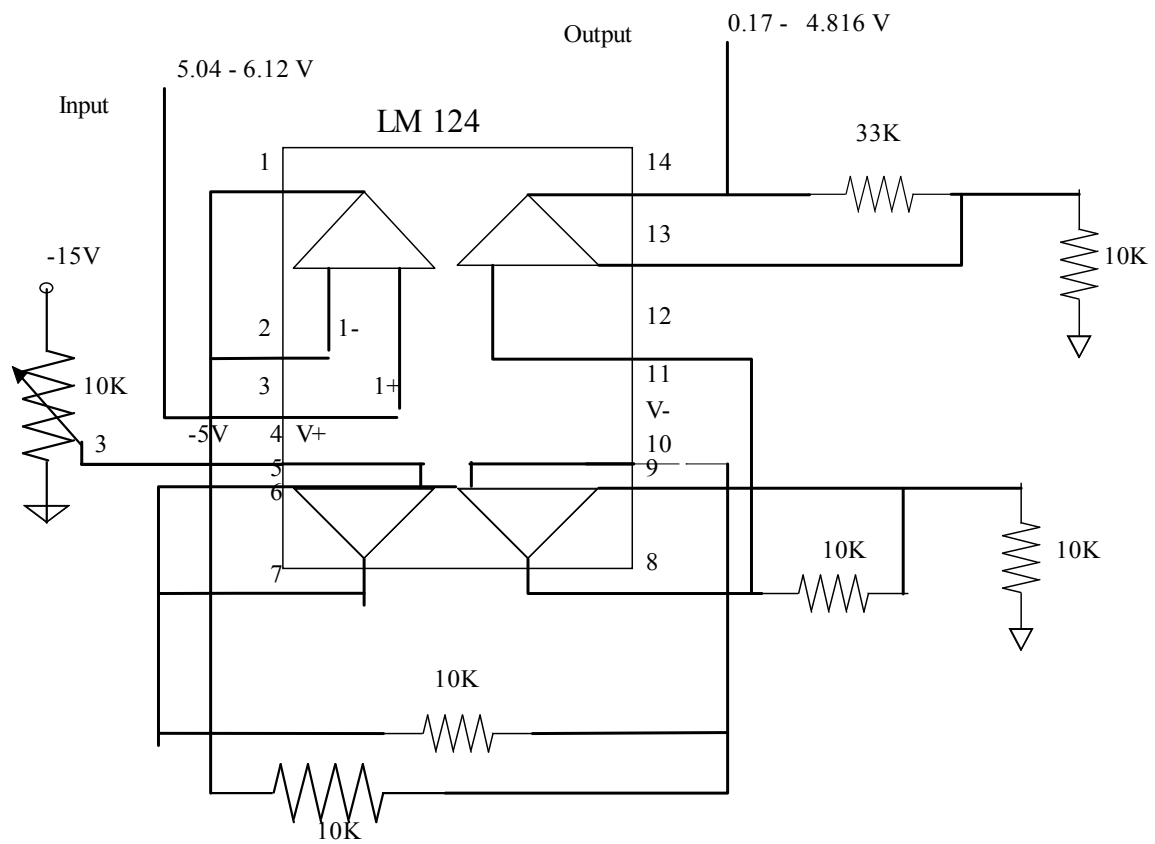 0.17 - 4.816 V
Output
5.04 - 6.12 V
Input
LM 124
33K
1
14
13
-15V
10K
12
2
1-
11
3
1+
10K
V-
-5V
4
V+
10
3
5
9
6
10K
10K
7
8
10K
10K